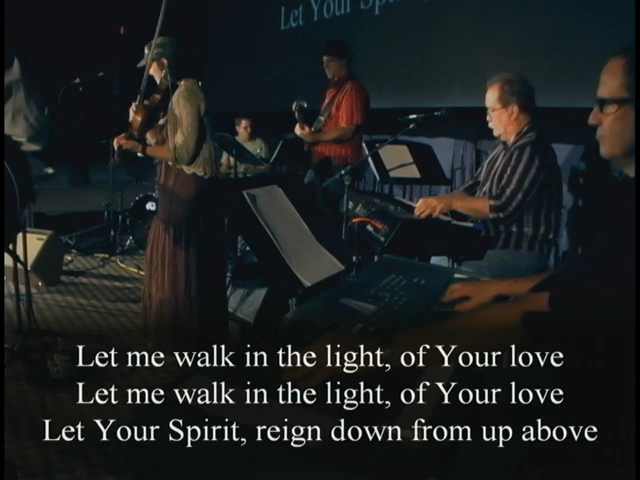 Let Your Spirit
Let me walk in the light, of Your love
Let me walk in the light, of Your love
Let Your Spirit, reign down from up above